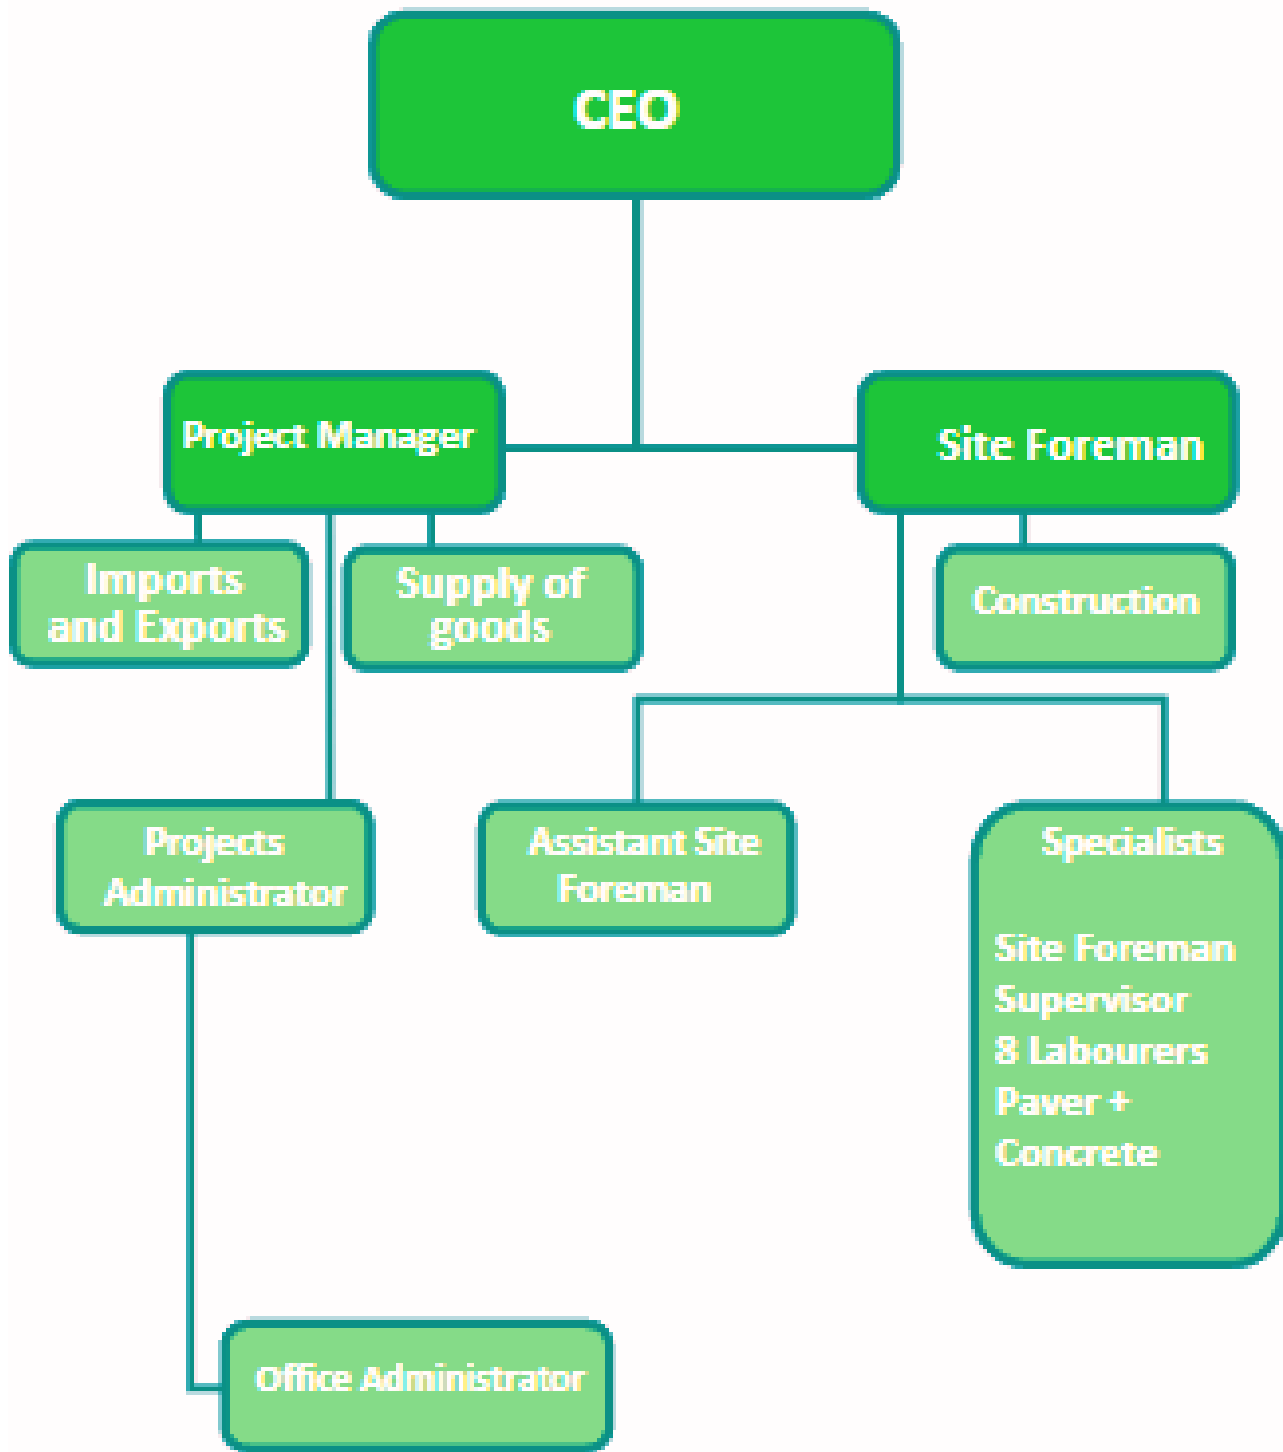 CEO
Project Manager
Site Foreman
Imports
and Exports
Supply of
goods
Construction
Projects
Administrator
Assistant Site
Foreman
Specialists
Site Foreman
Supervisor
8 Labourers
Paver +
Concrete
Office Administrator